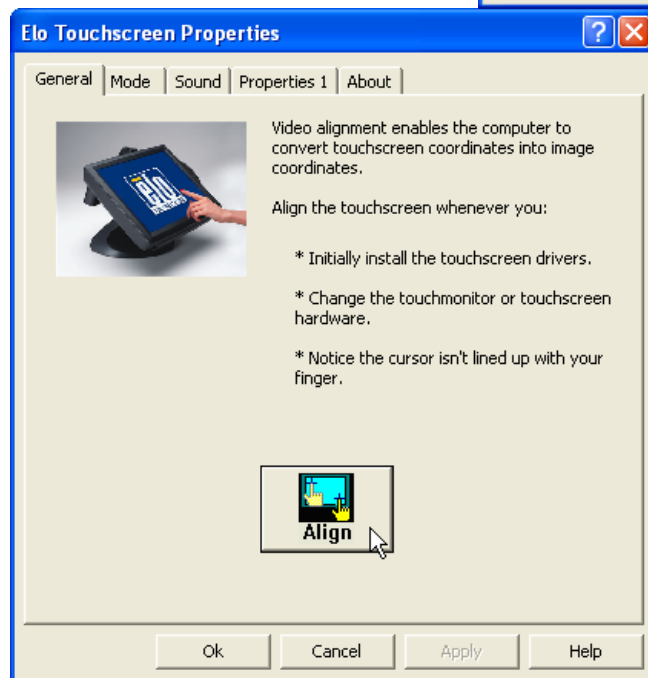 Elo Touchscreen Properties
General Mode Sound Properties 1 About
Video alignment enables the computer to
convert touchscreen coordinates into image
coordinates.
Align the touchscreen whenever you:
* Initially install the touchscreen drivers.
* Change the touchmonitor or touchscreen
hardware.
* Notice the cursor isn't lined up with your
finger.
elo
Align
Ok Cancel Apply Help